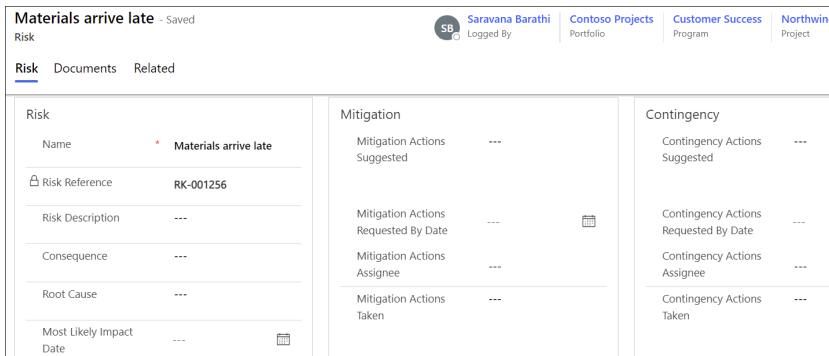 Materials arrive late - Saved
Risk
SB
Saravana Barathi
Logged By
Contoso Projects
Portfolio
Customer Success
Program
Project
Risk Documents Related
Risk
Name * Materials arrive late
Risk Reference RK-001256
Risk Description ---
Consequence ---
Root Cause ---
Most Likely Impact
Date ---
Mitigation
Mitigation Actions
Suggested ---
Mitigation Actions
Requested By Date ---
Mitigation Actions
Assignee ---
Mitigation Actions
Taken ---
Contingency
Contingency Actions
Suggested ---
Contingency Actions
Requested By Date ---
Contingency Actions
Assignee ---
Contingency Actions
Taken ---